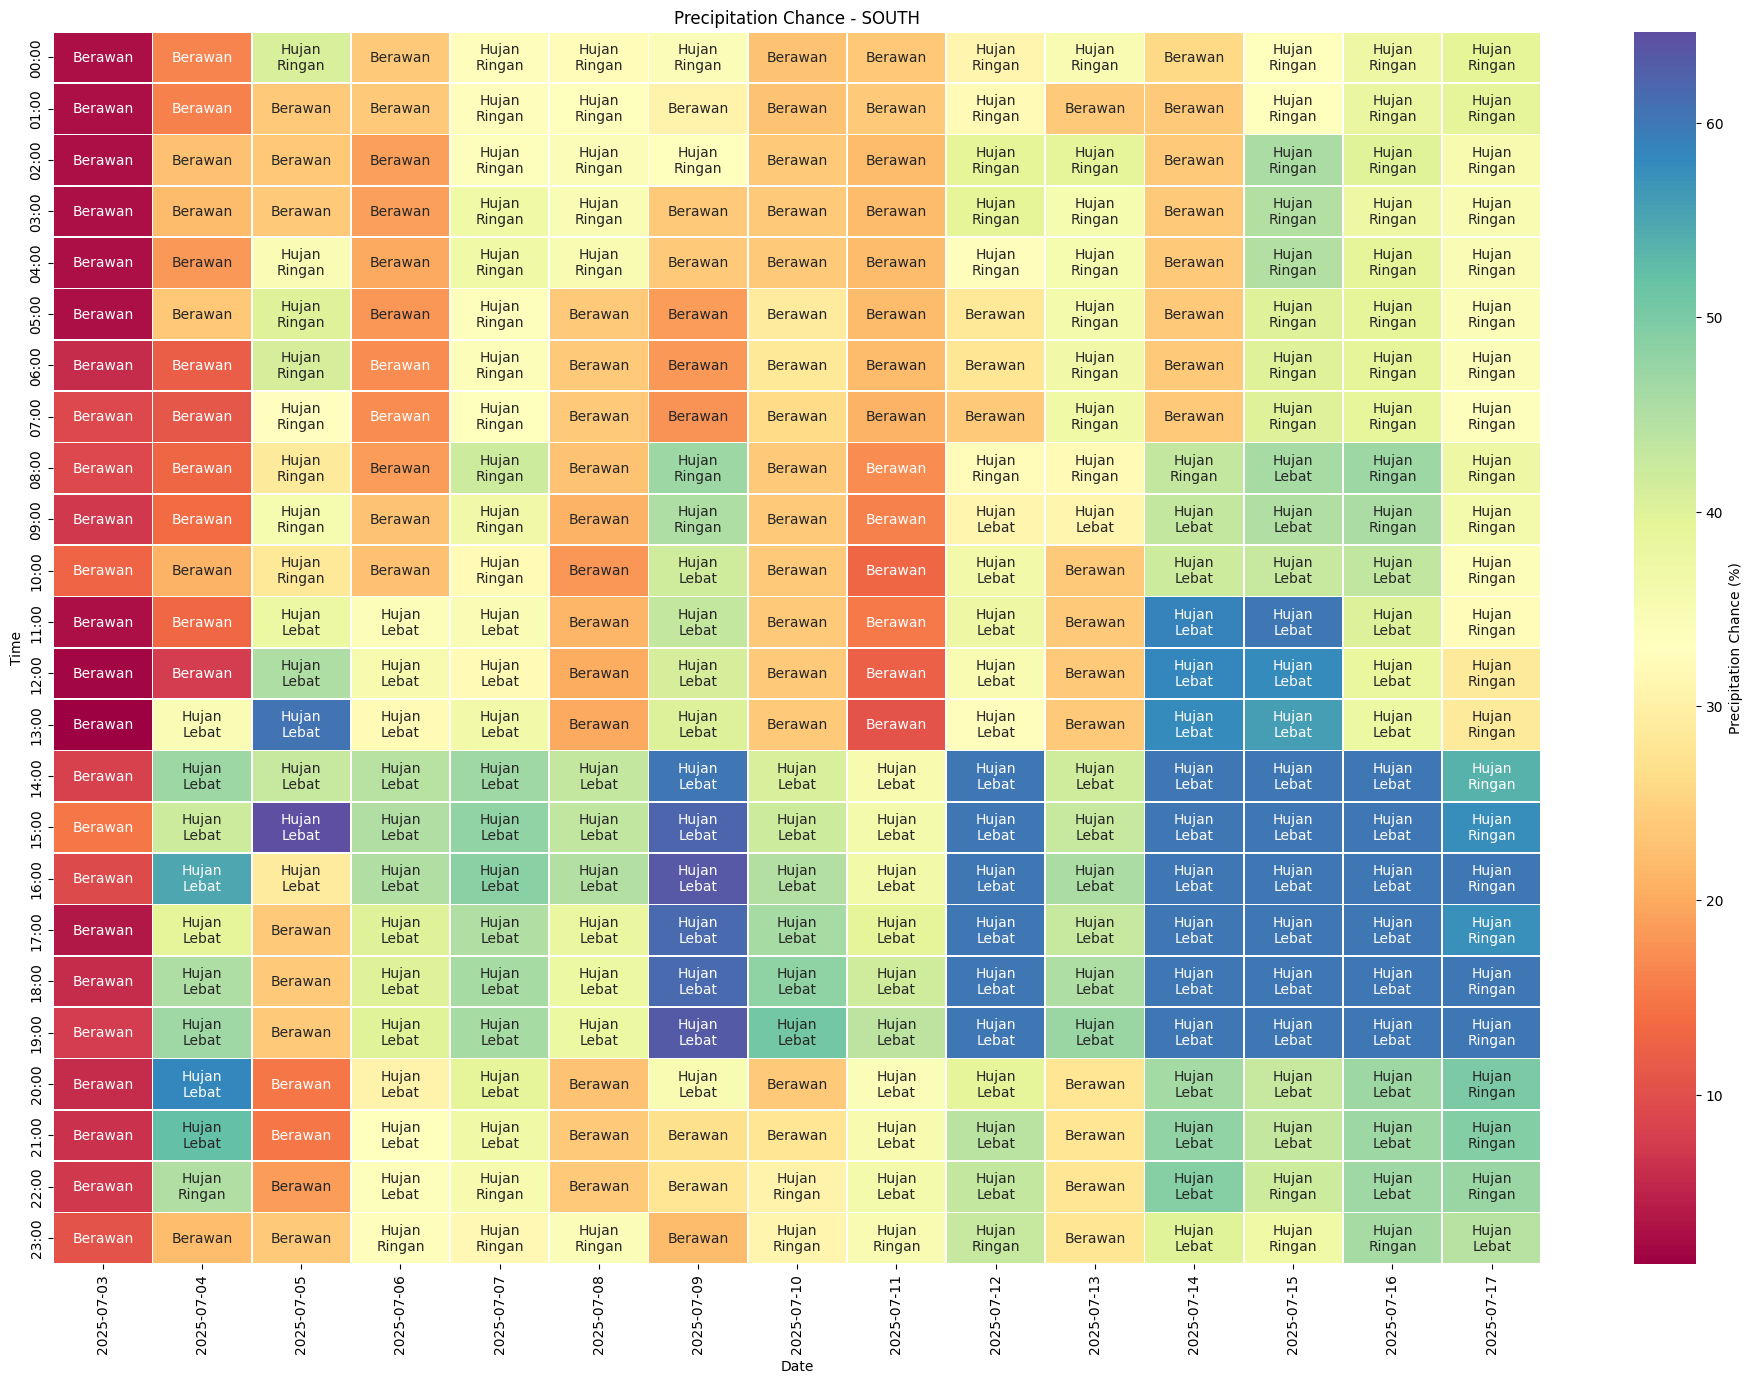 Precipitation Chance - SOUTH
00:00 Berawan Berawan Hujan Ringan Berawan Hujan Ringan Hujan Ringan Hujan Ringan Berawan Berawan Hujan Ringan Hujan Ringan Berawan Hujan Ringan Hujan Ringan Hujan Ringan
01:00 Berawan Berawan Berawan Berawan Hujan Ringan Hujan Ringan Berawan Berawan Berawan Hujan Ringan Berawan Berawan Hujan Ringan Hujan Ringan Hujan Ringan
02:00 Berawan Berawan Berawan Berawan Hujan Ringan Hujan Ringan Hujan Ringan Berawan Berawan Hujan Ringan Hujan Ringan Berawan Hujan Ringan Hujan Ringan Hujan Ringan
03:00 Berawan Berawan Berawan Berawan Hujan Ringan Hujan Ringan Berawan Berawan Berawan Hujan Ringan Hujan Ringan Berawan Hujan Ringan Hujan Ringan Hujan Ringan
04:00 Berawan Berawan Hujan Ringan Berawan Hujan Ringan Hujan Ringan Berawan Berawan Berawan Hujan Ringan Hujan Ringan Berawan Hujan Ringan Hujan Ringan Hujan Ringan
05:00 Berawan Berawan Hujan Ringan Berawan Hujan Ringan Berawan Berawan Berawan Berawan Berawan Hujan Ringan Berawan Hujan Ringan Hujan Ringan Hujan Ringan
06:00 Berawan Berawan Hujan Ringan Berawan Hujan Ringan Berawan Berawan Berawan Berawan Berawan Hujan Ringan Berawan Hujan Ringan Hujan Ringan Hujan Ringan
07:00 Berawan Berawan Hujan Ringan Berawan Hujan Ringan Berawan Berawan Berawan Berawan Berawan Hujan Ringan Berawan Hujan Ringan Hujan Ringan Hujan Ringan
08:00 Berawan Berawan Hujan Ringan Berawan Hujan Ringan Berawan Hujan Ringan Berawan Berawan Hujan Ringan Hujan Ringan Hujan Ringan Hujan Lebat Hujan Ringan Hujan Ringan
09:00 Berawan Berawan Hujan Ringan Berawan Hujan Ringan Berawan Hujan Ringan Berawan Berawan Hujan Lebat Hujan Lebat Hujan Lebat Hujan Lebat Hujan Ringan Hujan Ringan
10:00 Berawan Berawan Hujan Ringan Berawan Hujan Ringan Berawan Hujan Lebat Berawan Berawan Hujan Lebat Berawan Hujan Lebat Hujan Lebat Hujan Lebat Hujan Ringan
11:00 Berawan Berawan Hujan Lebat Hujan Lebat Hujan Lebat Berawan Hujan Lebat Berawan Berawan Hujan Lebat Berawan Hujan Lebat Hujan Lebat Hujan Lebat Hujan Ringan
12:00 Berawan Berawan Hujan Lebat Hujan Lebat Hujan Lebat Berawan Hujan Lebat Berawan Berawan Hujan Lebat Berawan Hujan Lebat Hujan Lebat Hujan Lebat Hujan Ringan
13:00 Berawan Hujan Lebat Hujan Lebat Hujan Lebat Hujan Lebat Berawan Hujan Lebat Berawan Berawan Hujan Lebat Berawan Hujan Lebat Hujan Lebat Hujan Lebat Hujan Ringan
14:00 Berawan Hujan Lebat Hujan Lebat Hujan Lebat Hujan Lebat Hujan Lebat Hujan Lebat Hujan Lebat Hujan Lebat Hujan Lebat Hujan Lebat Hujan Lebat Hujan Lebat Hujan Lebat Hujan Ringan
15:00 Berawan Hujan Lebat Hujan Lebat Hujan Lebat Hujan Lebat Hujan Lebat Hujan Lebat Hujan Lebat Hujan Lebat Hujan Lebat Hujan Lebat Hujan Lebat Hujan Lebat Hujan Lebat Hujan Ringan
16:00 Berawan Hujan Lebat Hujan Lebat Hujan Lebat Hujan Lebat Hujan Lebat Hujan Lebat Hujan Lebat Hujan Lebat Hujan Lebat Hujan Lebat Hujan Lebat Hujan Lebat Hujan Lebat Hujan Ringan
17:00 Berawan Hujan Lebat Berawan Hujan Lebat Hujan Lebat Hujan Lebat Hujan Lebat Hujan Lebat Hujan Lebat Hujan Lebat Hujan Lebat Hujan Lebat Hujan Lebat Hujan Lebat Hujan Ringan
18:00 Berawan Hujan Lebat Berawan Hujan Lebat Hujan Lebat Hujan Lebat Hujan Lebat Hujan Lebat Hujan Lebat Hujan Lebat Hujan Lebat Hujan Lebat Hujan Lebat Hujan Lebat Hujan Ringan
19:00 Berawan Hujan Lebat Berawan Hujan Lebat Hujan Lebat Hujan Lebat Hujan Lebat Hujan Lebat Hujan Lebat Hujan Lebat Hujan Lebat Hujan Lebat Hujan Lebat Hujan Lebat Hujan Ringan
20:00 Berawan Hujan Lebat Berawan Hujan Lebat Hujan Lebat Berawan Hujan Lebat Berawan Hujan Lebat Hujan Lebat Berawan Hujan Lebat Hujan Lebat Hujan Lebat Hujan Ringan
21:00 Berawan Hujan Lebat Berawan Hujan Lebat Hujan Lebat Berawan Berawan Berawan Hujan Lebat Hujan Lebat Berawan Hujan Lebat Hujan Lebat Hujan Lebat Hujan Ringan
22:00 Berawan Hujan Ringan Berawan Hujan Lebat Hujan Ringan Berawan Berawan Hujan Ringan Hujan Lebat Hujan Lebat Berawan Hujan Lebat Hujan Ringan Hujan Lebat Hujan Ringan
23:00 Berawan Berawan Berawan Hujan Ringan Hujan Ringan Hujan Ringan Berawan Hujan Ringan Hujan Ringan Hujan Ringan Berawan Hujan Lebat Hujan Ringan Hujan Ringan Hujan Lebat
Time
2025-07-03 2025-07-04 2025-07-05 2025-07-06 2025-07-07 2025-07-08 2025-07-09 2025-07-10 2025-07-11 2025-07-12 2025-07-13 2025-07-14 2025-07-15 2025-07-16 2025-07-17
Date
60
50
40
30
20
10
Precipitation Chance (%)